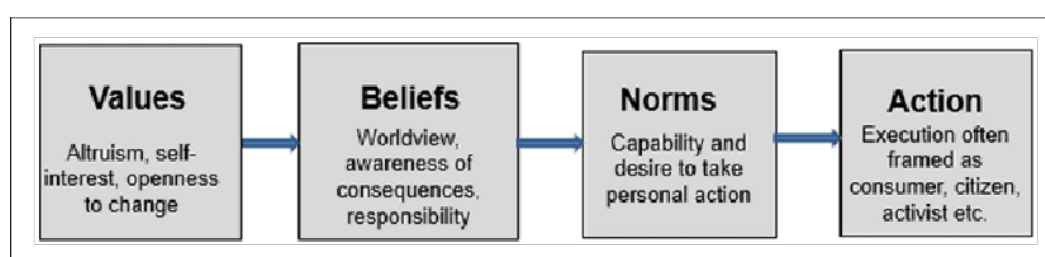 Values
Altruism, self-
interest, openness
to change
Beliefs
Worldview,
awareness of
consequences,
responsibility
Norms
Capability and
desire to take
personal action
Action
Execution often
framed as
consumer, citizen,
activist etc.